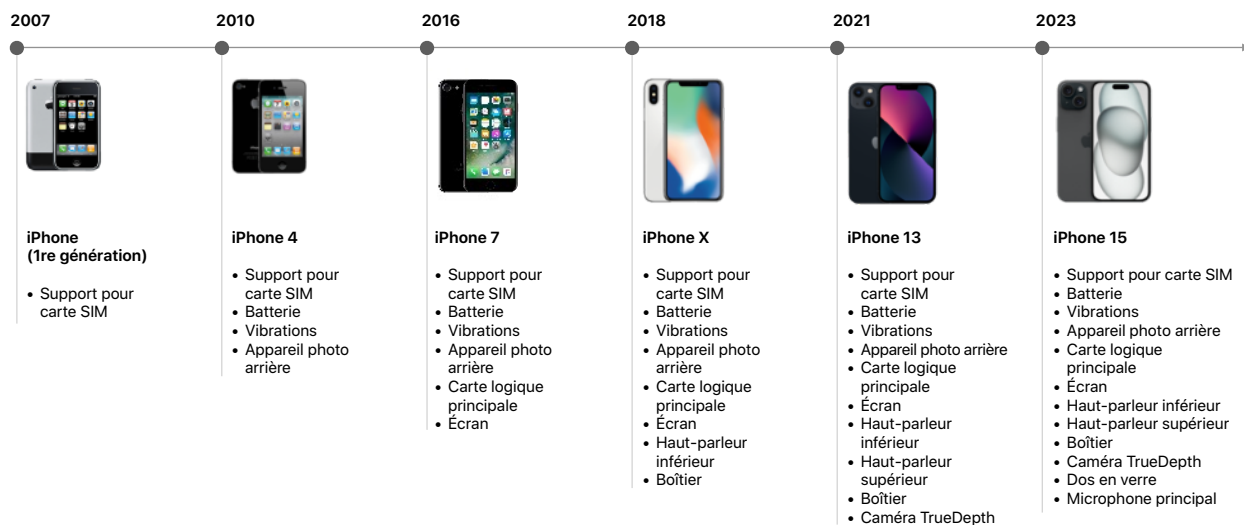 2007
2010
2016
2018
2021
2023
iPhone
(1re génération)
• Support pour
carte SIM
iPhone 4
• Support pour
carte SIM
• Batterie
• Vibrations
• Appareil photo
arrière
iPhone 7
• Support pour
carte SIM
• Batterie
• Vibrations
• Appareil photo
arrière
• Carte logique
principale
• Écran
iPhone X
• Support pour
carte SIM
• Batterie
• Vibrations
• Appareil photo
arrière
• Carte logique
principale
• Écran
• Haut-parleur
inférieur
• Boîtier
iPhone 13
• Support pour
carte SIM
• Batterie
• Vibrations
• Appareil photo arrière
• Carte logique
principale
• Écran
• Haut-parleur
inférieur
• Haut-parleur
supérieur
• Boîtier
• Caméra TrueDepth
iPhone 15
• Support pour carte SIM
• Batterie
• Vibrations
• Appareil photo arrière
• Carte logique
principale
• Écran
• Haut-parleur inférieur
• Haut-parleur supérieur
• Boîtier
• Caméra TrueDepth
• Dos en verre
• Microphone principal